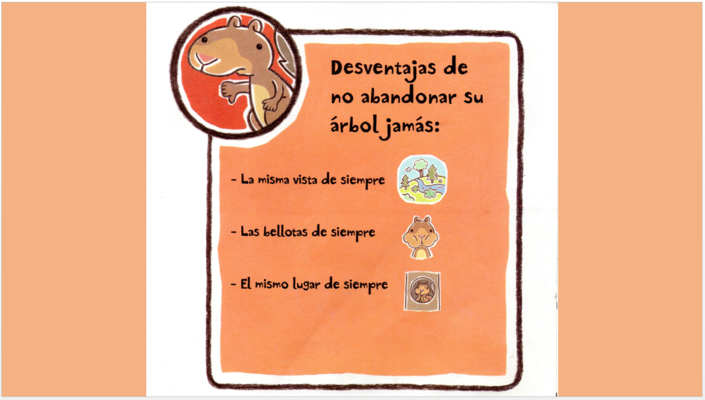 Desventajas de
no abandonar su
árbol jamás:
- La misma vista de siempre
- Las bellotas de siempre
- El mismo lugar de siempre